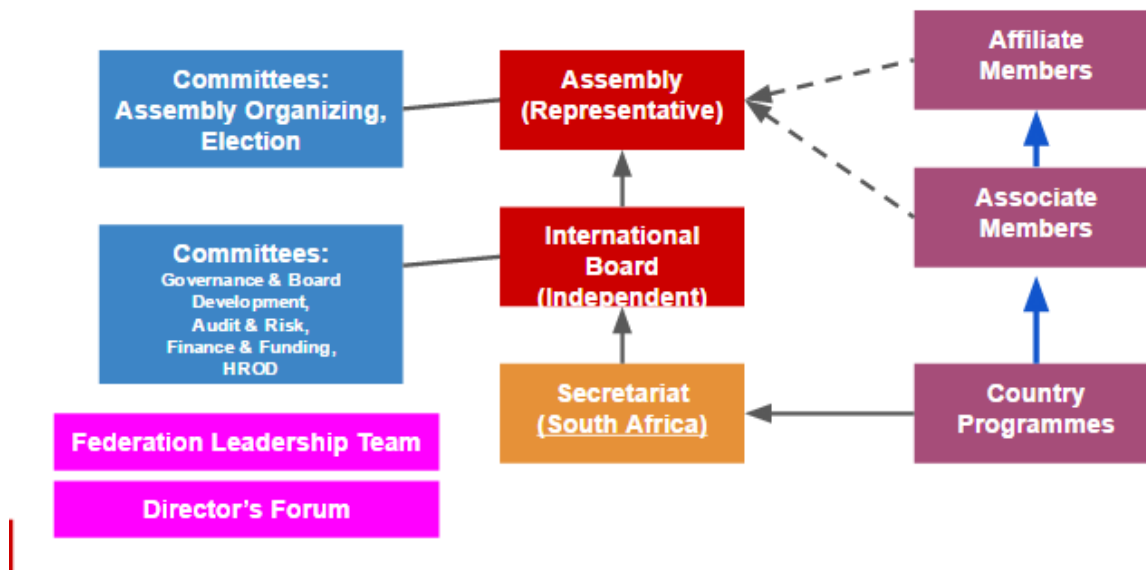 Committees:
Assembly Organizing,
Election
Assembly
(Representative)
Affiliate
Members
Committees:
Governance & Board
Development,
Audit & Risk,
Finance & Funding,
HROD
International
Board
(Independent)
Associate
Members
Secretariat
(South Africa)
Country
Programmes
Federation Leadership Team
Director’s Forum